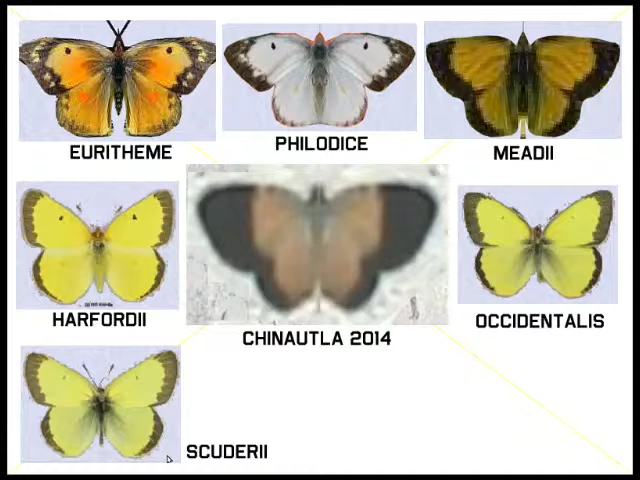 EURITHEME
PHILODICE
MEADII
HARFORDII
CHINAUTLA 2014
OCCIDENTALIS
SCUDERII